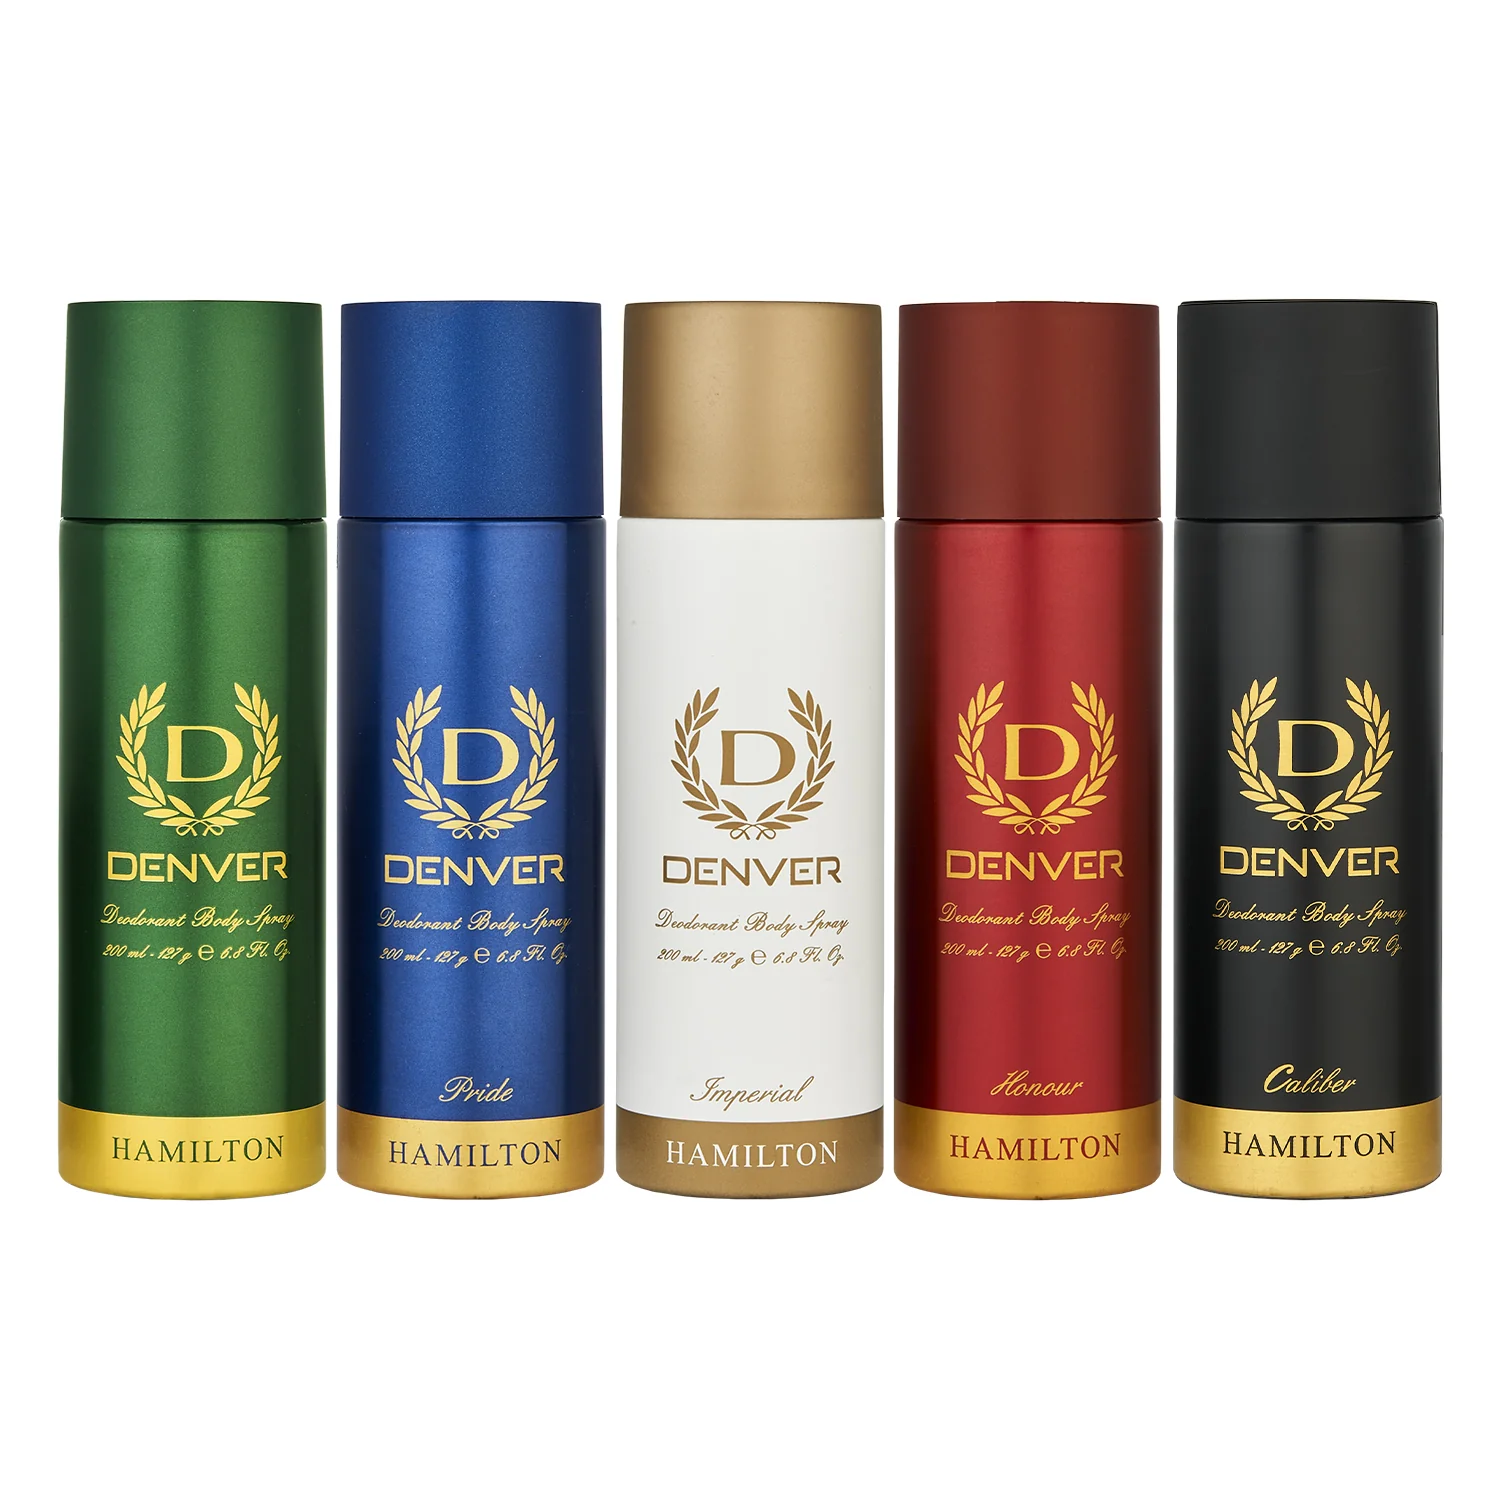 D
DENVER
Deodorant Body Spray
200 ml - 127 g ℮ 6.8 Fl. Oz.
HAMILTON
D
DENVER
Deodorant Body Spray
200 ml - 127 g ℮ 6.8 Fl. Oz.
Pride
HAMILTON
D
DENVER
Deodorant Body Spray
200 ml - 127 g ℮ 6.8 Fl. Oz.
Imperial
HAMILTON
D
DENVER
Deodorant Body Spray
200 ml - 127 g ℮ 6.8 Fl. Oz.
Honour
HAMILTON
D
DENVER
Deodorant Body Spray
200 ml - 127 g ℮ 6.8 Fl. Oz.
Caliber
HAMILTON